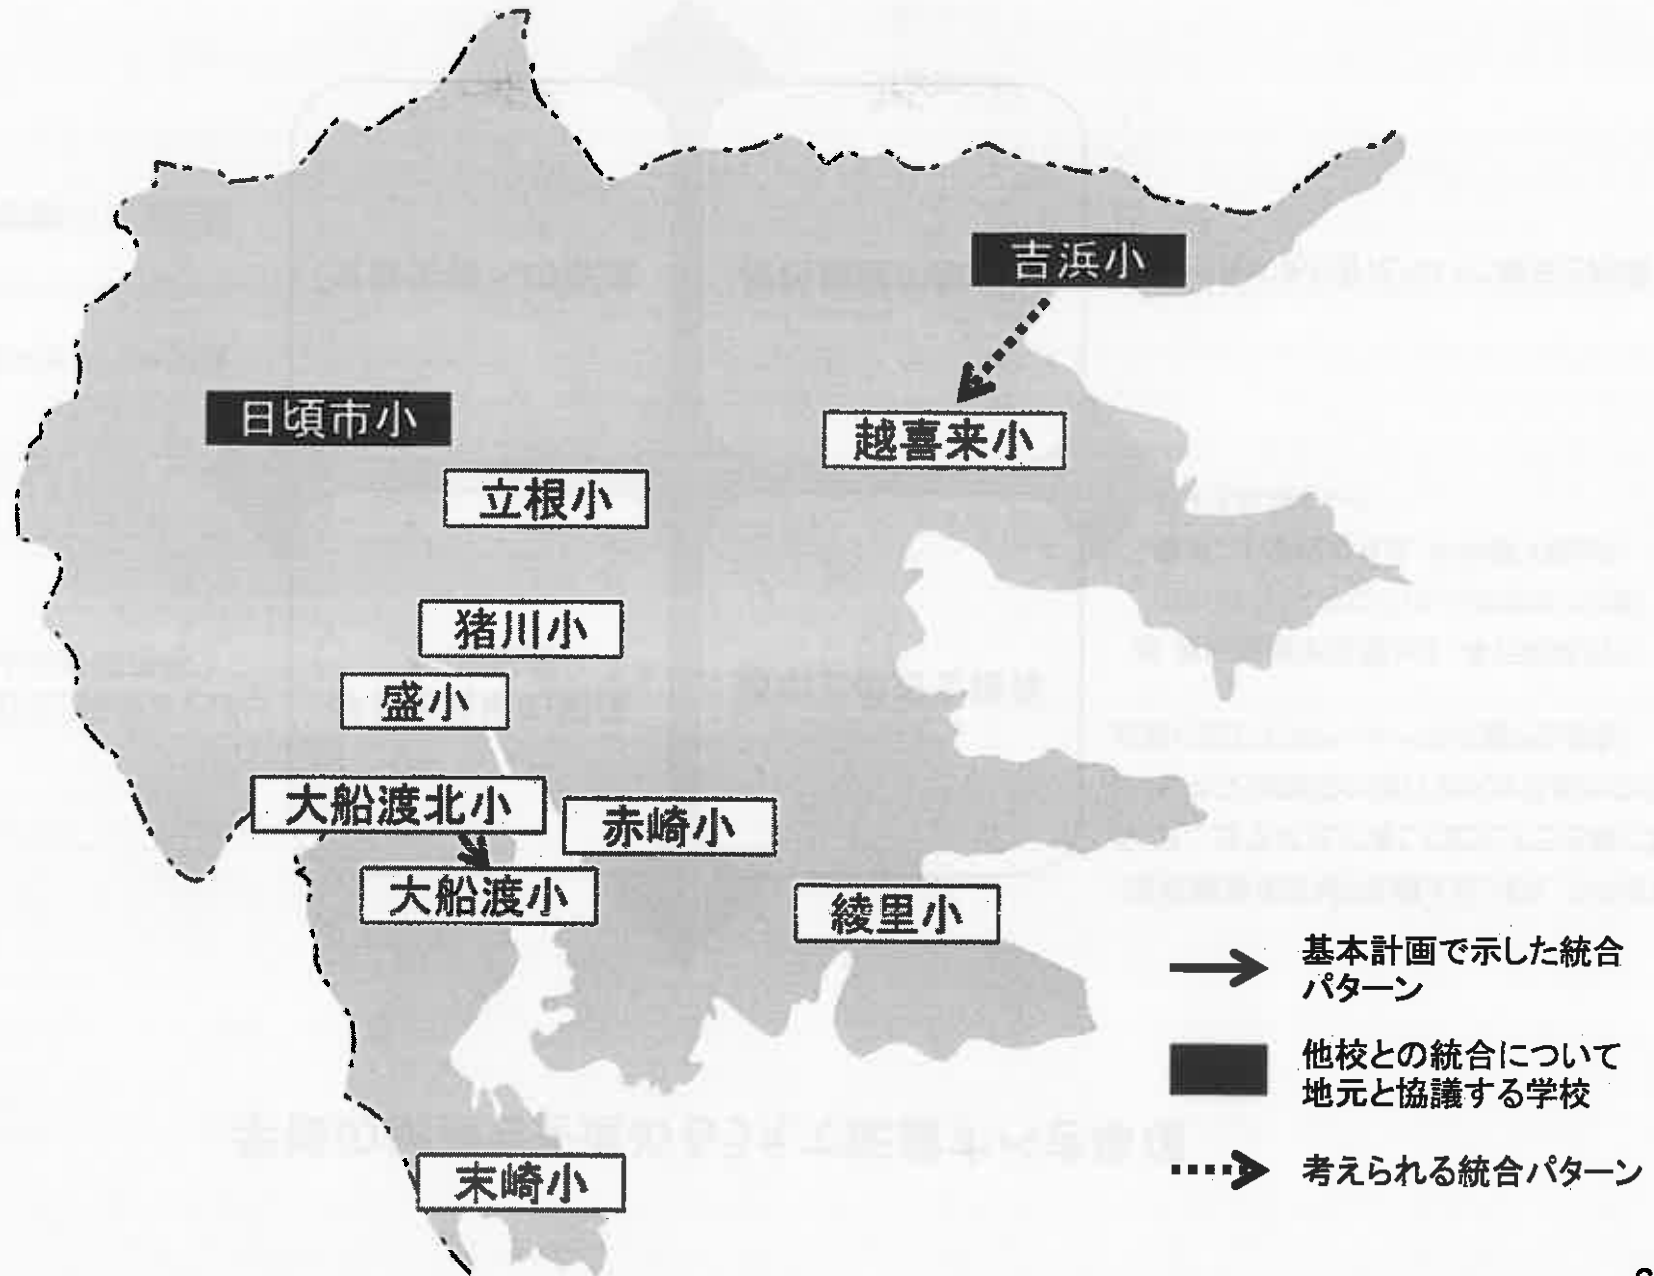 吉浜小
日頃市小
越喜来小
立根小
猪川小
盛小
大船渡北小
赤崎小
大船渡小
綾里小
末崎小
基本計画で示した統合
パターン
他校との統合について
地元と協議する学校
考えられる統合パターン